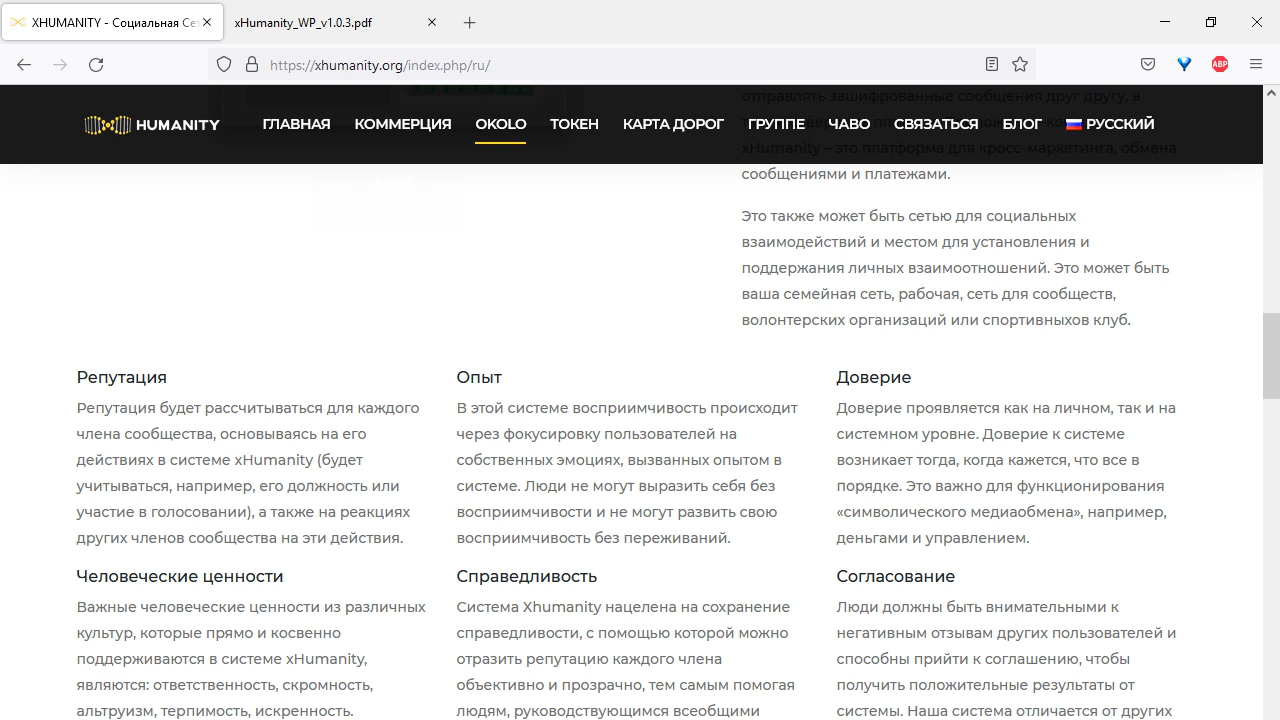 XHUMANITY - Социальная Сет
xHumanity_WP_v1.0.3.pdf
https://xhumanity.org/index.php/ru/
ABP
HUMANITY
ГЛАВНАЯ
КОММЕРЦИЯ
OKOLO
ТОКЕН
КАРТА ДОРОГ
ГРУППЕ
ЧАВО
СВЯЗАТЬСЯ
БЛОГ
РУССКИЙ
отправлять зашифрованные сообщения друг другу, а
xHumanity – это платформа для кросс-маркетинга, обмена
сообщениями и платежами.
Это также может быть сетью для социальных
взаимодействий и местом для установления и
поддержания личных взаимоотношений. Это может быть
ваша семейная сеть, рабочая, сеть для сообществ,
волонтерских организаций или спортивныхов клуб.
Репутация
Репутация будет рассчитываться для каждого
члена сообщества, основываясь на его
действиях в системе xHumanity (будет
учитываться, например, его должность или
участие в голосовании), а также на реакциях
других членов сообщества на эти действия.
Опыт
В этой системе восприимчивость происходит
через фокусировку пользователей на
собственных эмоциях, вызванных опытом в
системе. Люди не могут выразить себя без
восприимчивости и не могут развить свою
восприимчивость без переживаний.
Доверие
Доверие проявляется как на личном, так и на
системном уровне. Доверие к системе
возникает тогда, когда кажется, что все в
порядке. Это важно для функционирования
«символического медиаобмена», например,
деньгами и управлением.
Человеческие ценности
Важные человеческие ценности из различных
культур, которые прямо и косвенно
поддерживаются в системе xHumanity,
являются: ответственность, скромность,
альтруизм, терпимость, искренность.
Справедливость
Система Xhumanity нацелена на сохранение
справедливости, с помощью которой можно
отразить репутацию каждого члена
объективно и прозрачно, тем самым помогая
людям, руководствующимся всеобщими
Согласование
Люди должны быть внимательными к
негативным отзывам других пользователей и
способны прийти к соглашению, чтобы
получить положительные результаты от
системы. Наша система отличается от других